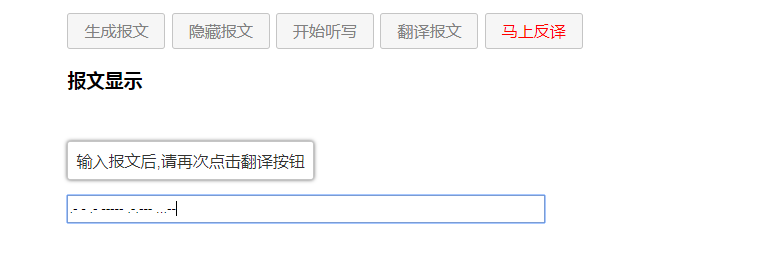 生成报文 隐藏报文 开始听写 翻译报文 马上反译
报文显示
输入报文后,请再次点击翻译按钮
.- - .- ----- .-.--- ...--